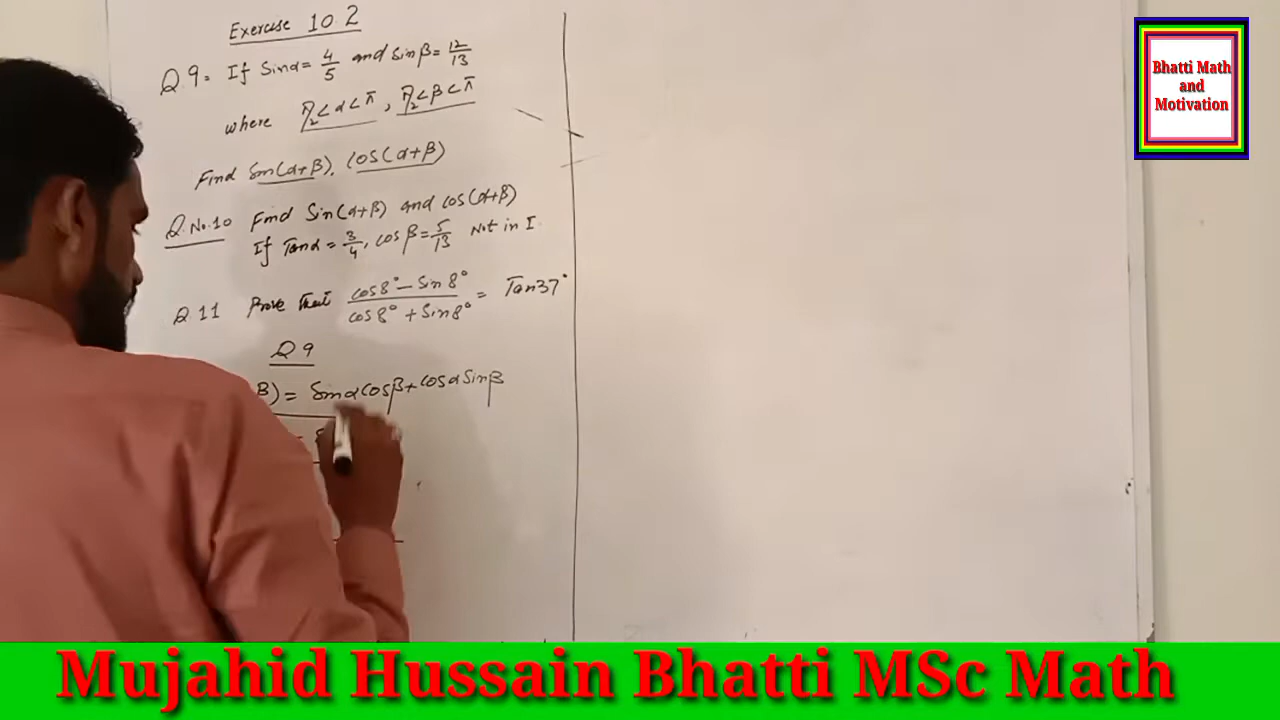 Exercise 10.2
Q.9. If Sinα = 4/5 and Sinβ = 12/13
where π/2 < α < π , π/2 < β < π
Find Sin(α+β), Cos(α+β)
Q.No.10 Find Sin(α+β) and cos(α+β)
If Tanα = 3/4, cosβ = 5/13 Not in I.
Q.11 Prove that cos8° − Sin8° / cos8° + Sin8° = Tan37°
Q 9
β) = Sinα Cosβ + cosα Sinβ
Bhatti Math
and
Motivation
Mujahid Hussain Bhatti MSc Math